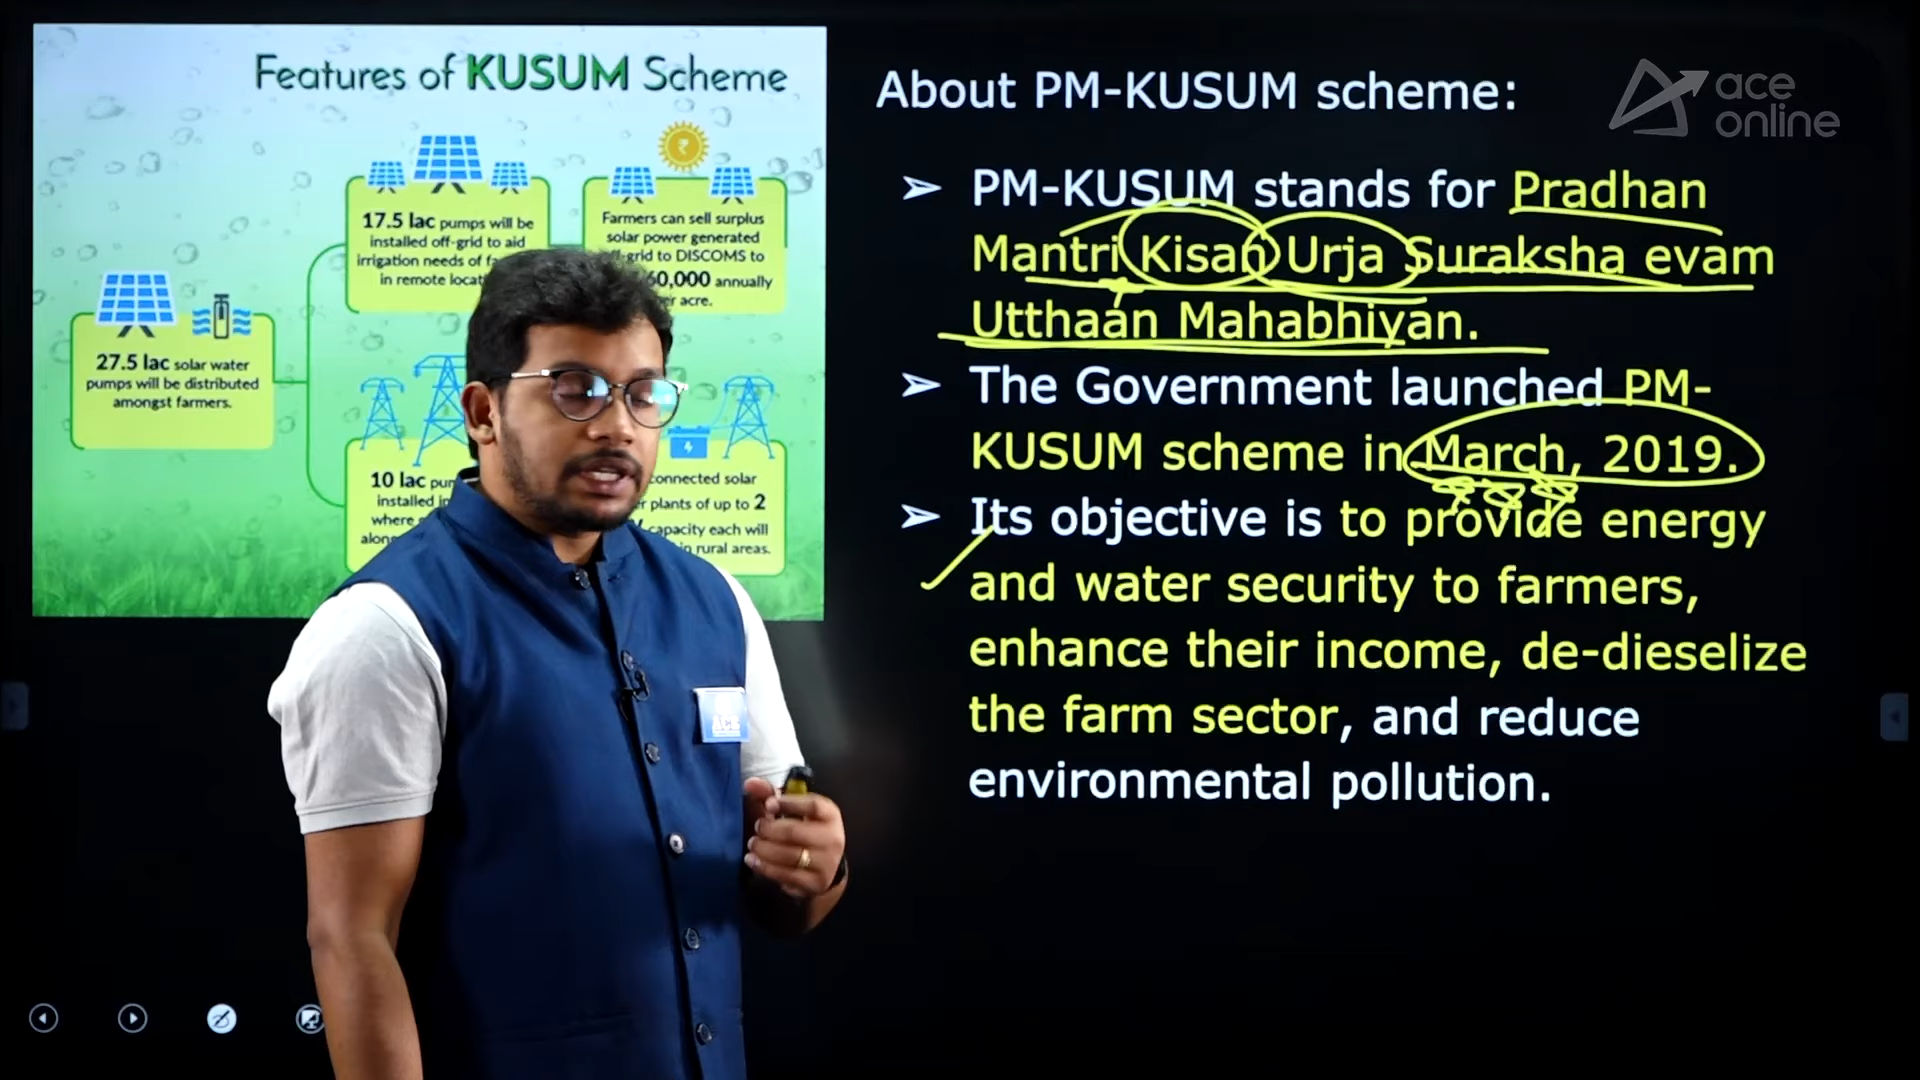 Features of KUSUM Scheme
17.5 lac pumps will be
installed off-grid to aid
irrigation needs of
in remote
Farmers can sell surplus
solar power generated
to DISCOMS to
60,000 annually
acre.
27.5 lac solar water
pumps will be distributed
amongst farmers.
10 lac
installed
where
connected solar
plants of up to 2
capacity each will
in rural areas.
ace
online
About PM-KUSUM scheme:
➢ PM-KUSUM stands for Pradhan
Mantri Kisan Urja Suraksha evam
Utthaan Mahabhiyan.
➢ The Government launched PM-
KUSUM scheme in March, 2019.
➢ Its objective is to provide energy
and water security to farmers,
enhance their income, de-dieselize
the farm sector, and reduce
environmental pollution.
ACE